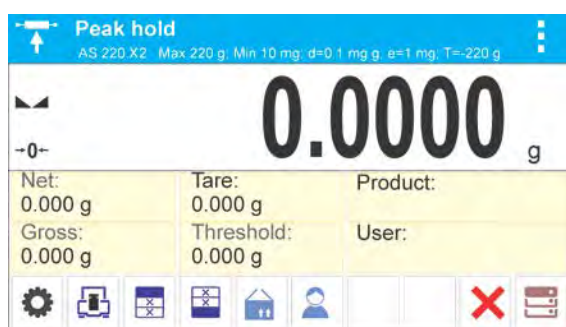 Peak hold
AS 220 X2 Max 220 g; Min 10 mg; d=0.1 mg g, e=1 mg; T=-220 g
→0←
0.0000 g
Net: Tare: Product:
0.000 g 0.000 g
Gross: Threshold: User:
0.000 g 0.000 g